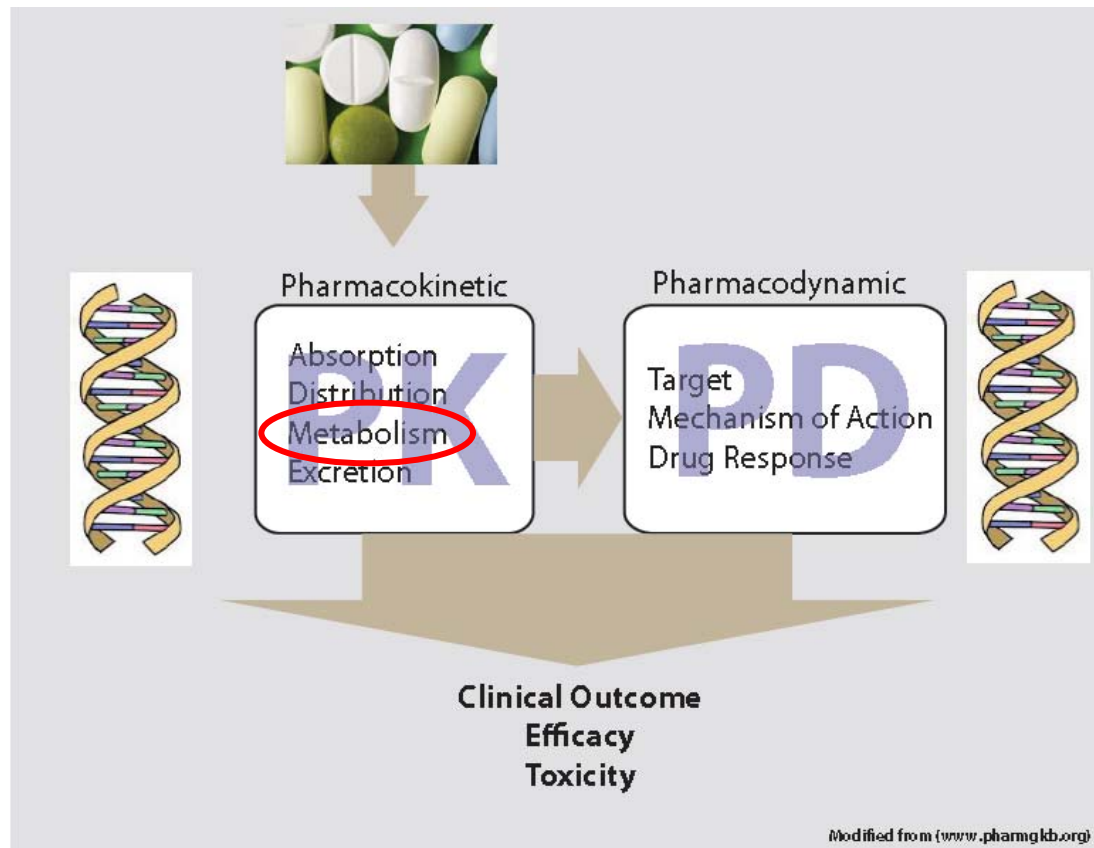 Pharmacokinetic
PK
Absorption
Distribution
Metabolism
Excretion
Pharmacodynamic
PD
Target
Mechanism of Action
Drug Response
Clinical Outcome
Efficacy
Toxicity
Modified from (www.pharmgkb.org)